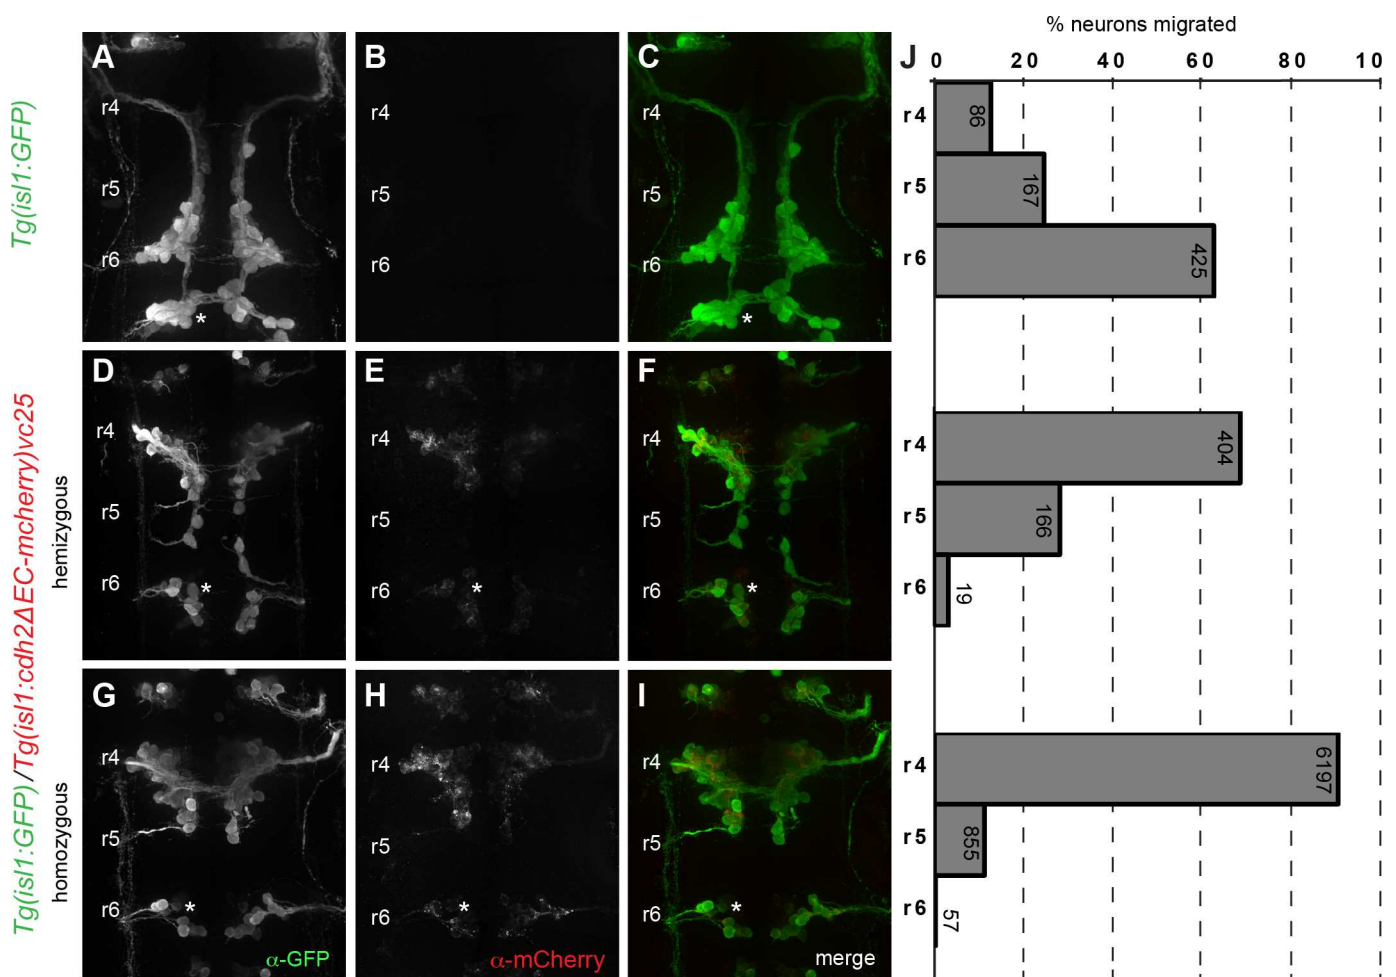 % neurons migrated
A
B
C
J
0 20 40 60 80 10
Tg(isl1:GFP)
r4
r5
r6
*
r4
r5
r6
r4
r5
r6
*
r4 86
r5 167
r6 425
Tg(isl1:GFP)/Tg(isl1:cdh2ΔEC-mcherry)vc25
hemizygous
D
E
F
r4
r5
r6
*
r4
r5
r6
*
r4
r5
r6
*
r4 404
r5 166
r6 19
homozygous
G
H
I
r4
r5
r6
*
α-GFP
r4
r5
r6
*
α-mCherry
r4
r5
r6
*
merge
r4 6197
r5 855
r6 57